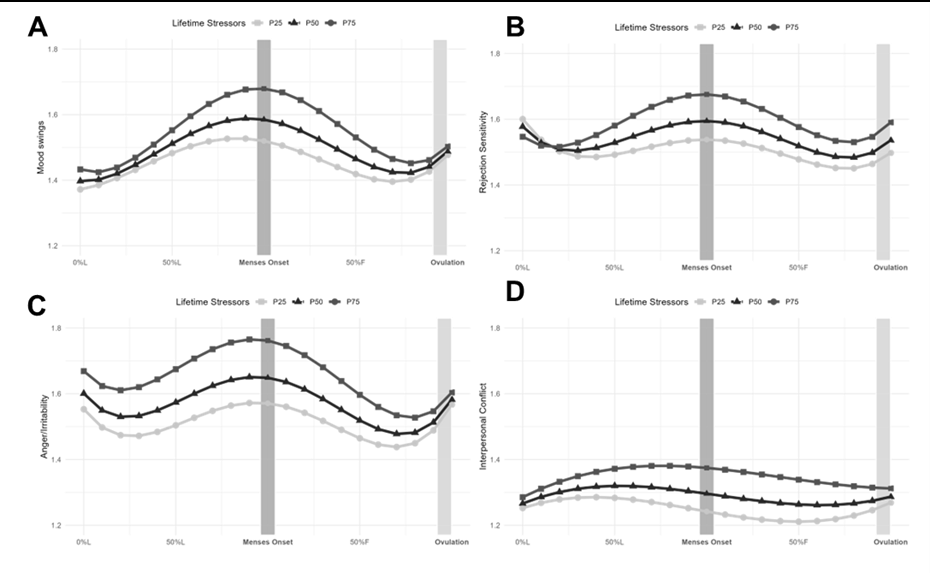 A
Lifetime Stressors P25 P50 P75
Mood swings
1.8
1.6
1.4
1.2
0%L 50%L Menses Onset 50%F Ovulation
B
Lifetime Stressors P25 P50 P75
Rejection Sensitivity
1.8
1.6
1.4
1.2
0%L 50%L Menses Onset 50%F Ovulation
C
Lifetime Stressors P25 P50 P75
Anger/Irritability
1.8
1.6
1.4
1.2
0%L 50%L Menses Onset 50%F Ovulation
D
Lifetime Stressors P25 P50 P75
Interpersonal Conflict
1.8
1.6
1.4
1.2
0%L 50%L Menses Onset 50%F Ovulation